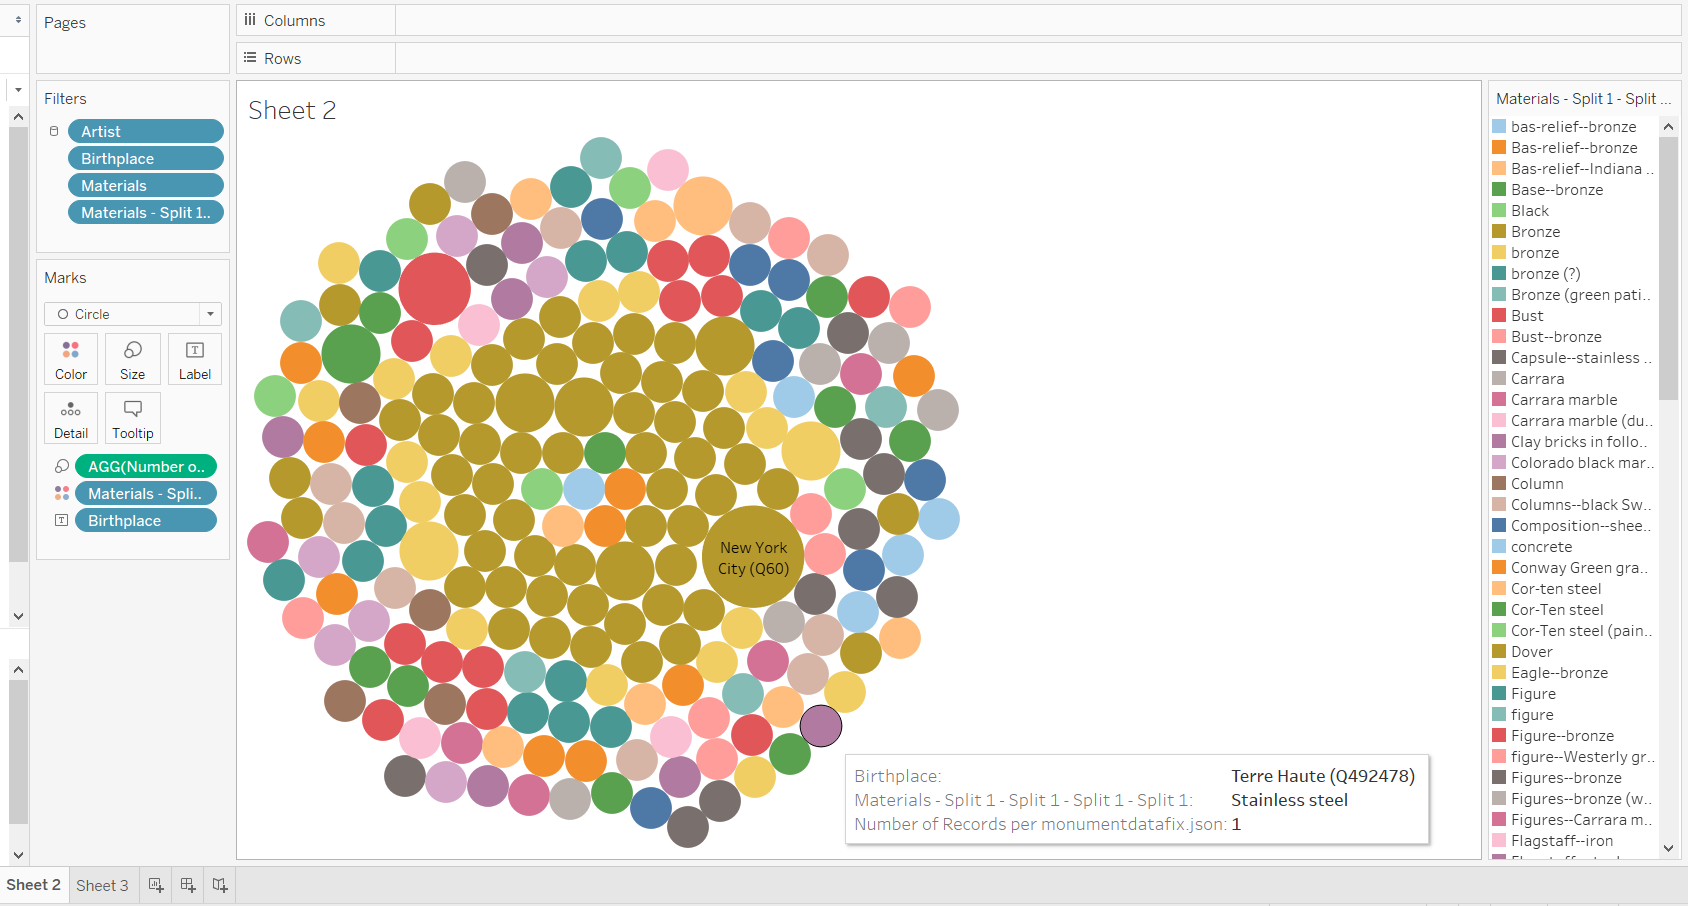 Pages
Columns
Rows
Filters
Artist
Birthplace
Materials
Materials - Split 1..
Marks
Circle
Color
Size
Label
Detail
Tooltip
AGG(Number o..
Materials - Spli..
Birthplace
Sheet 2
New York
City (Q60)
Birthplace: Terre Haute (Q492478)
Materials - Split 1 - Split 1 - Split 1 - Split 1: Stainless steel
Number of Records per monumentdatafix.json: 1
Materials - Split 1 - Split ...
bas-relief--bronze
Bas-relief--bronze
Bas-relief--Indiana ..
Base--bronze
Black
Bronze
bronze
bronze (?)
Bronze (green pati..
Bust
Bust--bronze
Capsule--stainless ..
Carrara
Carrara marble
Carrara marble (du..
Clay bricks in follo..
Colorado black mar..
Column
Columns--black Sw..
Composition--shee..
concrete
Conway Green gra..
Cor-ten steel
Cor-Ten steel
Cor-Ten steel (pain..
Dover
Eagle--bronze
Figure
figure
Figure--bronze
figure--Westerly gr..
Figures--bronze
Figures--bronze (w..
Figures--Carrara m..
Flagstaff--iron
Sheet 2
Sheet 3